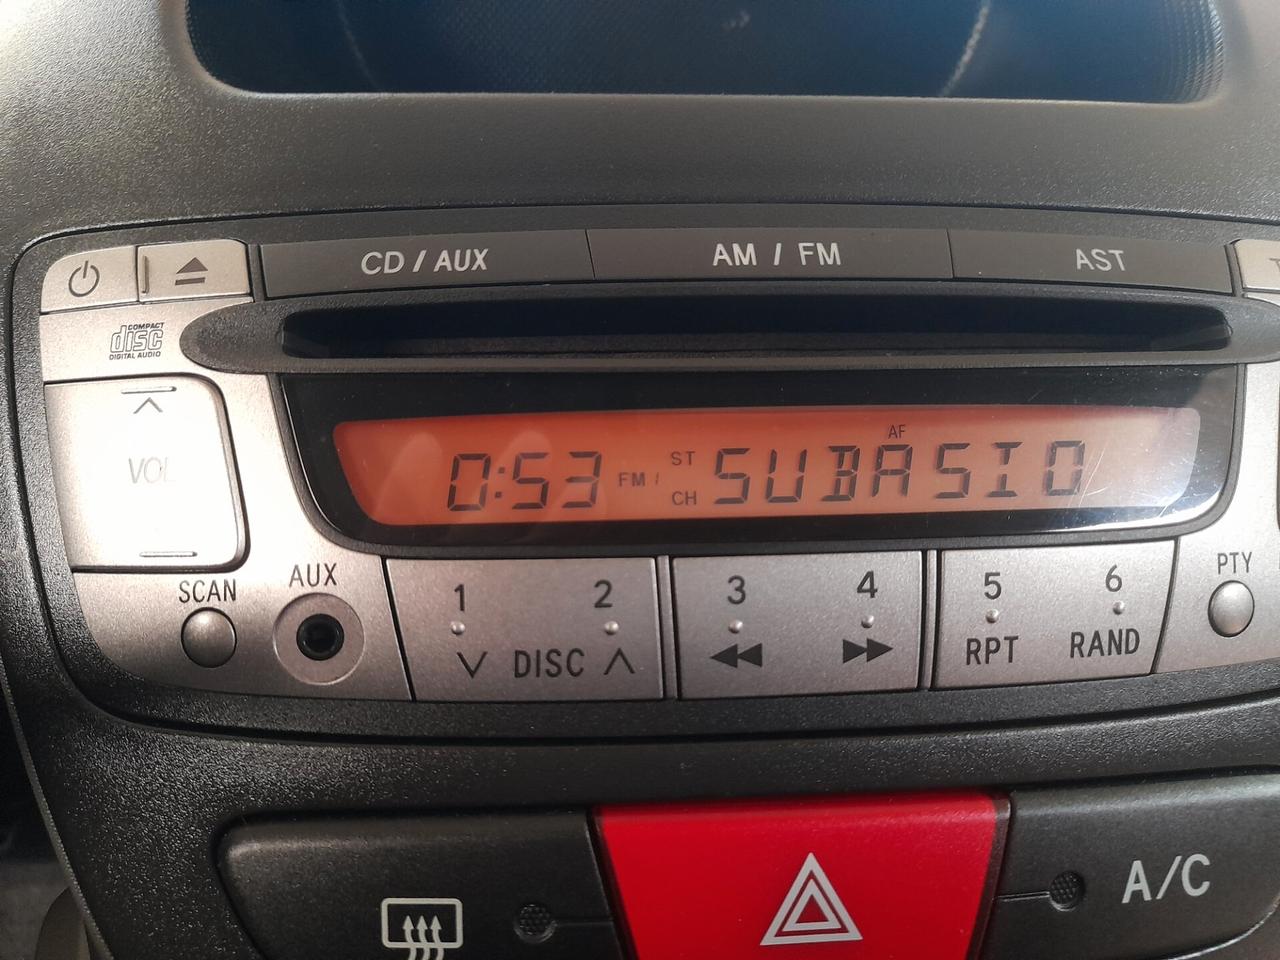 CD / AUX AM / FM AST
COMPACT
disc
DIGITAL AUDIO
VOL
AF
0:53 FM1 ST SUBASIO
CH
SCAN AUX 1 2 3 4 5 6 PTY
DISC RPT RAND
A/C